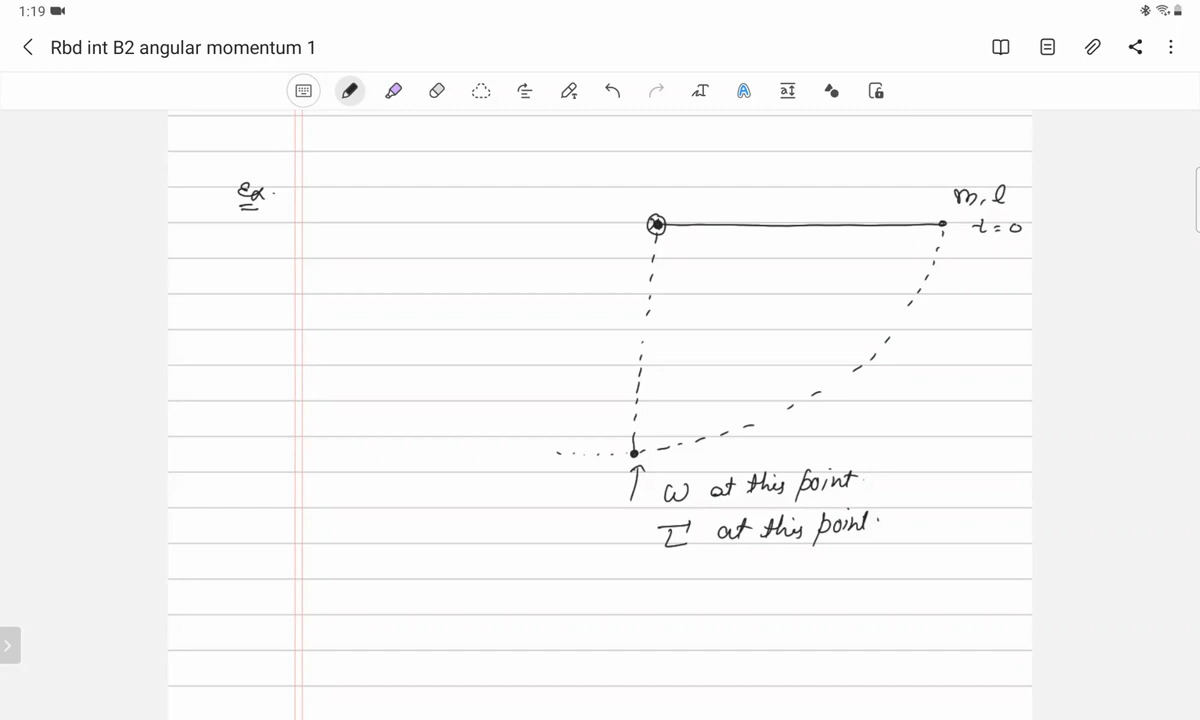 1:19
Rbd int B2 angular momentum 1
Ex.
m, l
t = 0
ω at this point.
at this point.